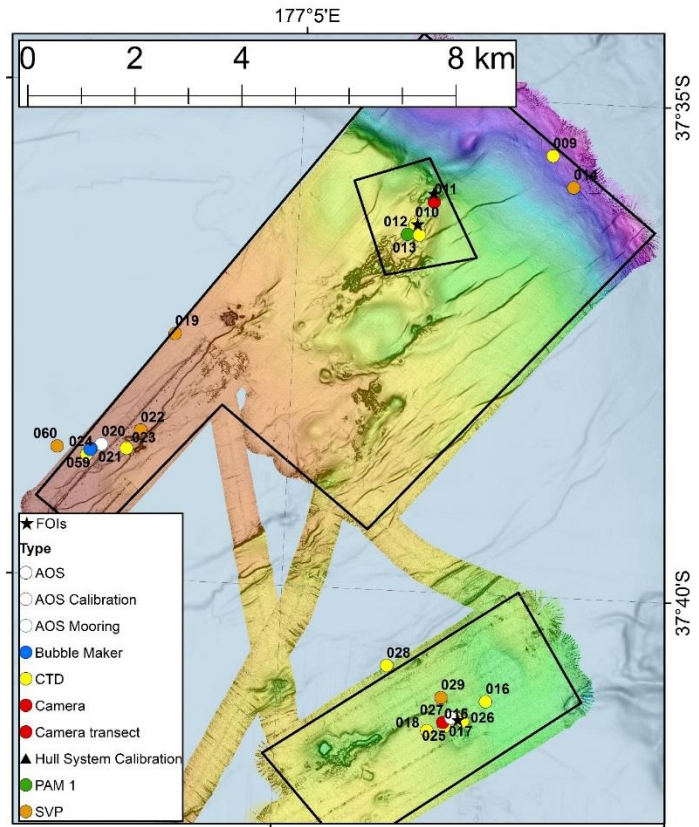 177°5'E
0 2 4 8 km
37°35'S
009
014
011
010
012
013
019
022
060
024
020
023
059
021
FOIs
Type
AOS
AOS Calibration
AOS Mooring
Bubble Maker
CTD
Camera
Camera transect
Hull System Calibration
PAM 1
SVP
37°40'S
028
029
016
027
015
018
026
025
017